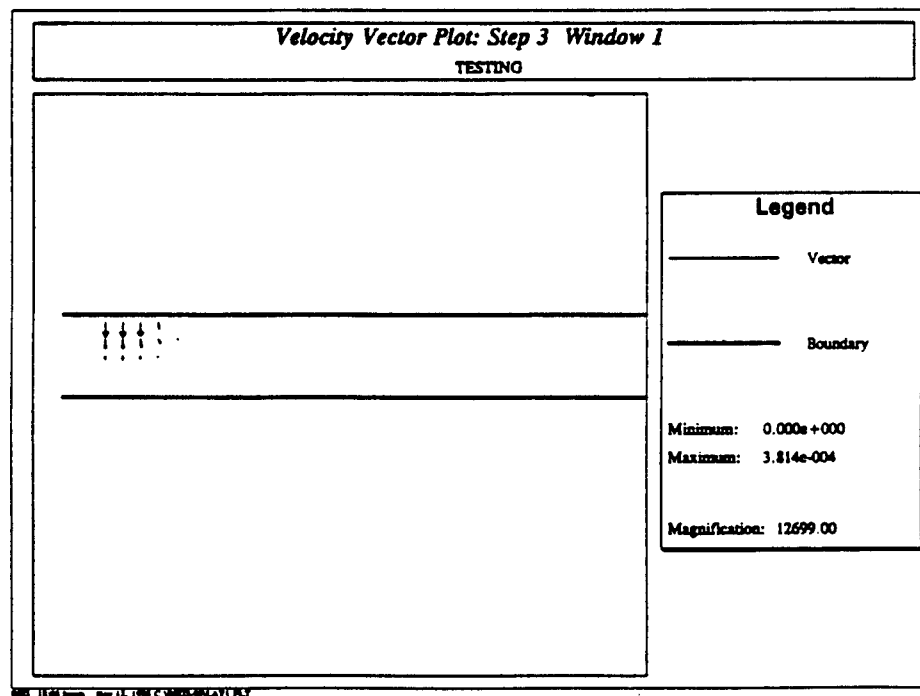 Velocity Vector Plot: Step 3 Window 1
TESTING
Legend
Vector
Boundary
Minimum: 0.000e+000
Maximum: 3.814e-004
Magnification: 12699.00